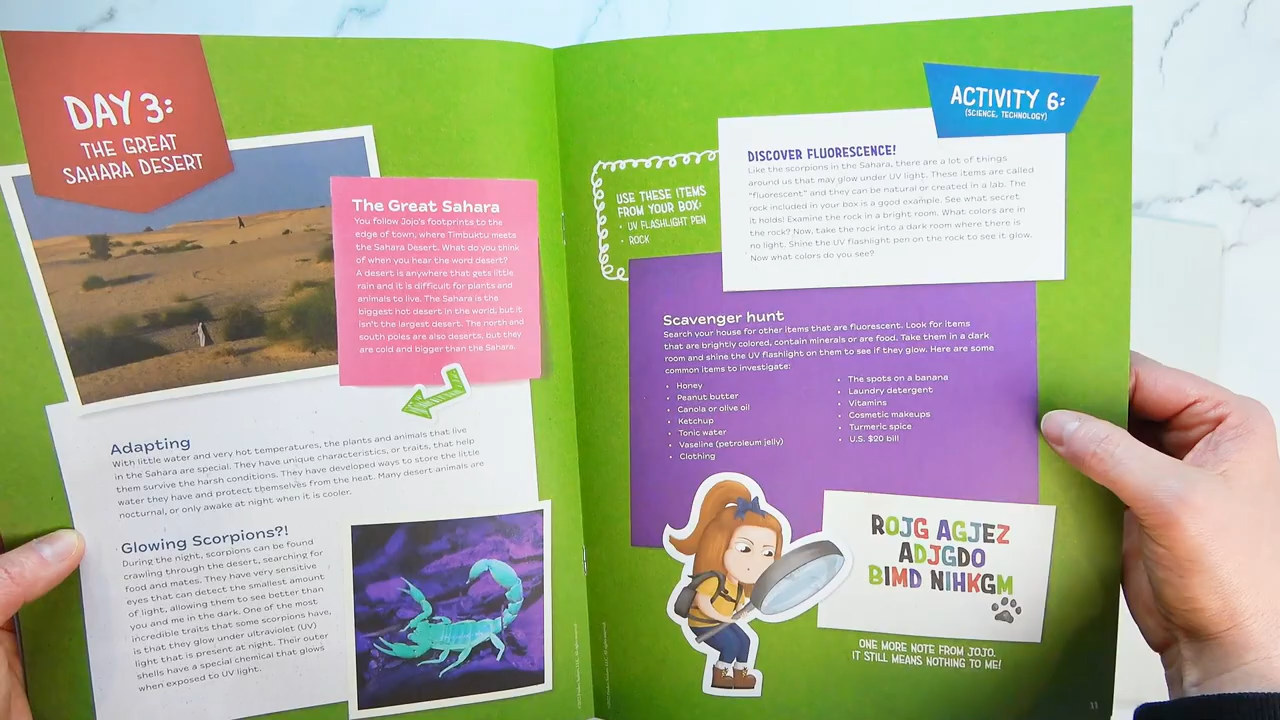 DAY 3:
THE GREAT
SAHARA DESERT
The Great Sahara
You follow Jojo's footprints to the
edge of town, where Timbuktu meets
the Sahara Desert. What do you think
of when you hear the word desert?
A desert is anywhere that gets little
rain and it is difficult for plants and
animals to live. The Sahara is the
biggest hot desert in the world, but it
isn't the largest desert. The north and
south poles are also deserts, but they
are cold and bigger than the Sahara.
Adapting
With little water and very hot temperatures, the plants and animals that live
in the Sahara are special. They have unique characteristics, or traits, that help
them survive the harsh conditions. They have developed ways to store the little
water they have and protect themselves from the heat. Many desert animals are
nocturnal, or only awake at night when it is cooler.
Glowing Scorpions?!
During the night, scorpions can be found
crawling through the desert, searching for
food and mates. They have very sensitive
eyes that can detect the smallest amount
of light, allowing them to see better than
you and me in the dark. One of the most
incredible traits that some scorpions have,
is that they glow under ultraviolet (UV)
light that is present at night. Their outer
shells have a special chemical that glows
when exposed to UV light.
ACTIVITY 6:
(SCIENCE, TECHNOLOGY)
USE THESE ITEMS
FROM YOUR BOX:
• UV FLASHLIGHT PEN
• ROCK
DISCOVER FLUORESCENCE!
Like the scorpions in the Sahara, there are a lot of things
around us that may glow under UV light. These items are called
"fluorescent" and they can be natural or created in a lab. The
rock included in your box is a good example. See what secret
it holds! Examine the rock in a bright room. What colors are in
the rock? Now, take the rock into a dark room where there is
no light. Shine the UV flashlight pen on the rock to see it glow.
Now what colors do you see?
Scavenger hunt
Search your house for other items that are fluorescent. Look for items
that are brightly colored, contain minerals or are food. Take them in a dark
room and shine the UV flashlight on them to see if they glow. Here are some
common items to investigate:
• Honey
• Peanut butter
• Canola or olive oil
• Ketchup
• Tonic water
• Vaseline (petroleum jelly)
• Clothing
• The spots on a banana
• Laundry detergent
• Vitamins
• Cosmetic makeups
• Turmeric spice
• U.S. $20 bill
ROJG AGJEZ
ADJGDO
BIMD NIHKGM
ONE MORE NOTE FROM JOJO.
IT STILL MEANS NOTHING TO ME!
11